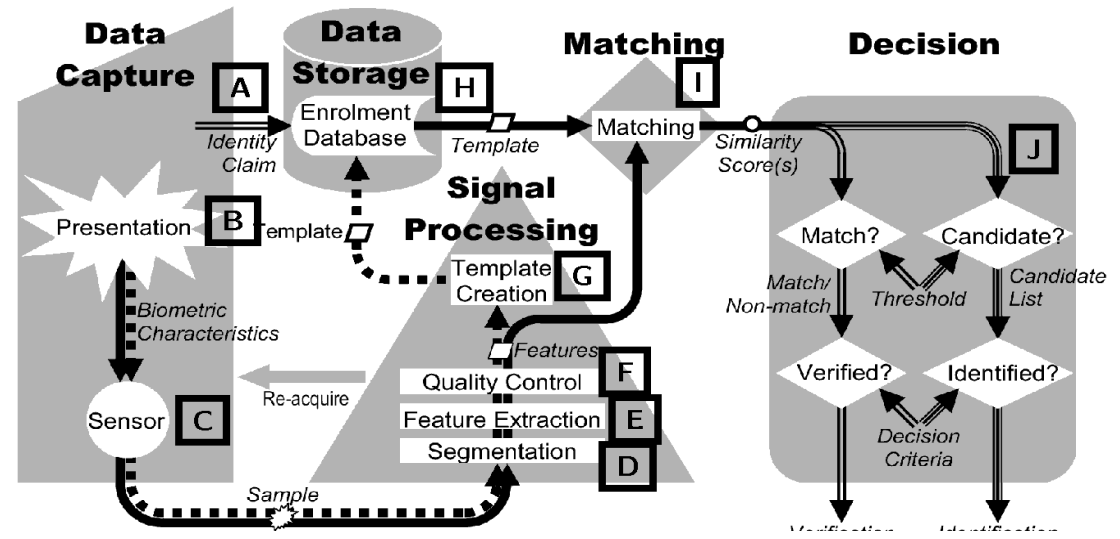 Data
Capture
Data
Storage
Matching
Decision
A
H
I
Enrolment
Database
Identity
Claim
Template
Matching
Similarity
Score(s)
J
Presentation
B
Template
Signal
Processing
Template
Creation
G
Match?
Candidate?
Match/
Non-match
Threshold
Candidate
List
Biometric
Characteristics
Features
Quality Control
F
Re-acquire
Feature Extraction
E
Segmentation
D
Sensor
C
Verified?
Identified?
Decision
Criteria
Sample
Verification
Identification